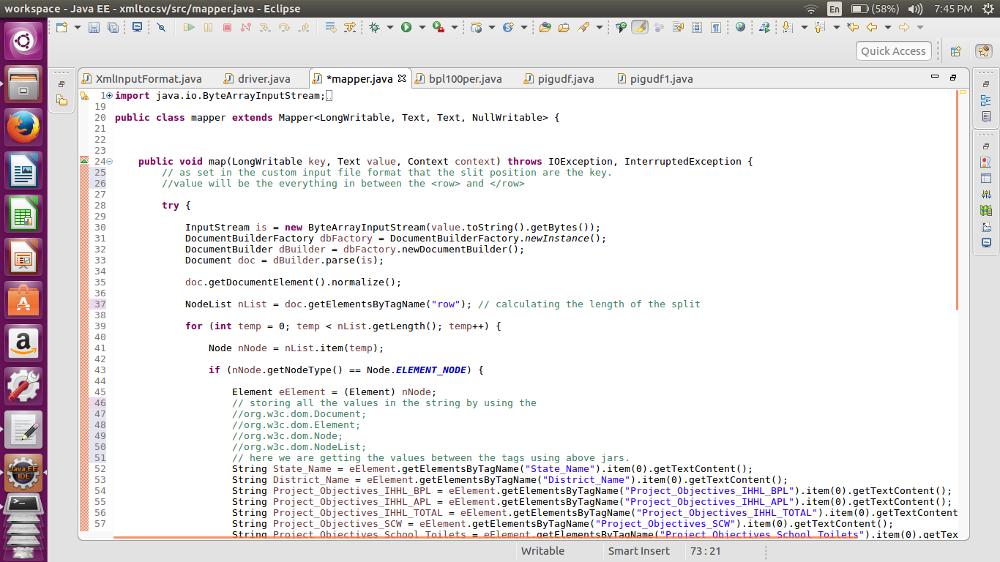 workspace - Java EE - xmltocsv/src/mapper.java - Eclipse
En (58%) 7:45 PM
Quick Access
XmlInputFormat.java driver.java *mapper.java bpl100per.java pigudf.java pigudf1.java
1 import java.io.ByteArrayInputStream;
19
20 public class mapper extends Mapper<LongWritable, Text, Text, NullWritable> {
21
22
23
24 public void map(LongWritable key, Text value, Context context) throws IOException, InterruptedException {
25 // as set in the custom input file format that the slit position are the key.
26 //value will be the everything in between the <row> and </row>
27
28 try {
29
30 InputStream is = new ByteArrayInputStream(value.toString().getBytes());
31 DocumentBuilderFactory dbFactory = DocumentBuilderFactory.newInstance();
32 DocumentBuilder dBuilder = dbFactory.newDocumentBuilder();
33 Document doc = dBuilder.parse(is);
34
35 doc.getDocumentElement().normalize();
36
37 NodeList nList = doc.getElementsByTagName("row"); // calculating the length of the split
38
39 for (int temp = 0; temp < nList.getLength(); temp++) {
40
41 Node nNode = nList.item(temp);
42
43 if (nNode.getNodeType() == Node.ELEMENT_NODE) {
44
45 Element eElement = (Element) nNode;
46 // storing all the values in the string by using the
47 //org.w3c.dom.Document;
48 //org.w3c.dom.Element;
49 //org.w3c.dom.Node;
50 //org.w3c.dom.NodeList;
51 // here we are getting the values between the tags using above jars.
52 String State_Name = eElement.getElementsByTagName("State_Name").item(0).getTextContent();
53 String District_Name = eElement.getElementsByTagName("District_Name").item(0).getTextContent();
54 String Project_Objectives_IHHL_BPL = eElement.getElementsByTagName("Project_Objectives_IHHL_BPL").item(0).getTextContent();
55 String Project_Objectives_IHHL_APL = eElement.getElementsByTagName("Project_Objectives_IHHL_APL").item(0).getTextContent();
56 String Project_Objectives_IHHL_TOTAL = eElement.getElementsByTagName("Project_Objectives_IHHL_TOTAL").item(0).getTextContent
57 String Project_Objectives_SCW = eElement.getElementsByTagName("Project_Objectives_SCW").item(0).getTextContent();
String Project_Objectives_School_Toilets = eElement.getElementsByTagName("Project_Objectives_School_Toilets").item(0).getTex
Java EE
IDE
Writable Smart Insert 73 : 21